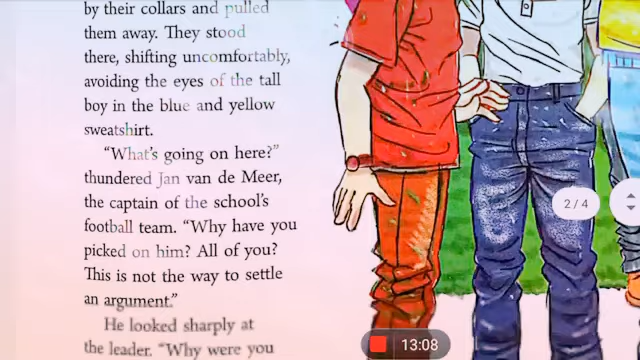 by their collars and pulled
them away. They stood
there, shifting uncomfortably,
avoiding the eyes of the tall
boy in the blue and yellow
sweatshirt.
“What’s going on here?”
thundered Jan van de Meer,
the captain of the school’s
football team. “Why have you
picked on him? All of you?
This is not the way to settle
an argument.”
He looked sharply at
the leader. “Why were you
2 / 4
13:08